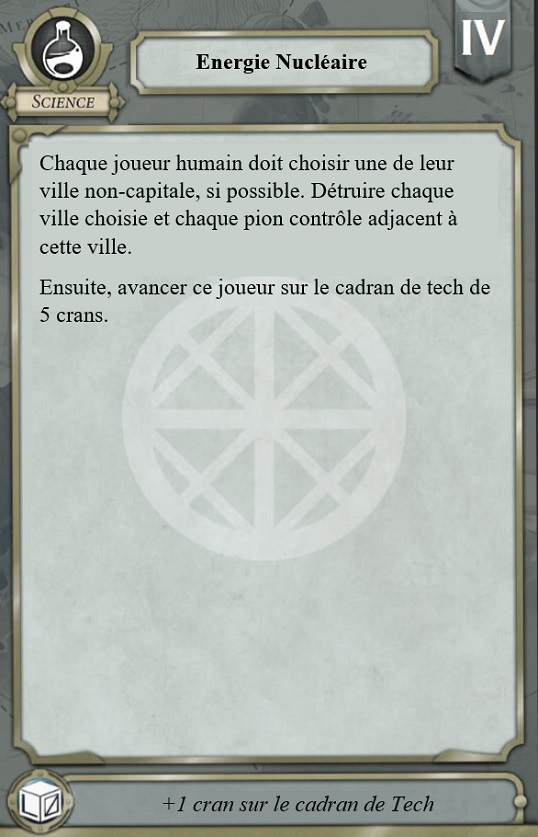 IV
Energie Nucléaire
SCIENCE
Chaque joueur humain doit choisir une de leur
ville non-capitale, si possible. Détruire chaque
ville choisie et chaque pion contrôle adjacent à
cette ville.
Ensuite, avancer ce joueur sur le cadran de tech de
5 crans.
+1 cran sur le cadran de Tech